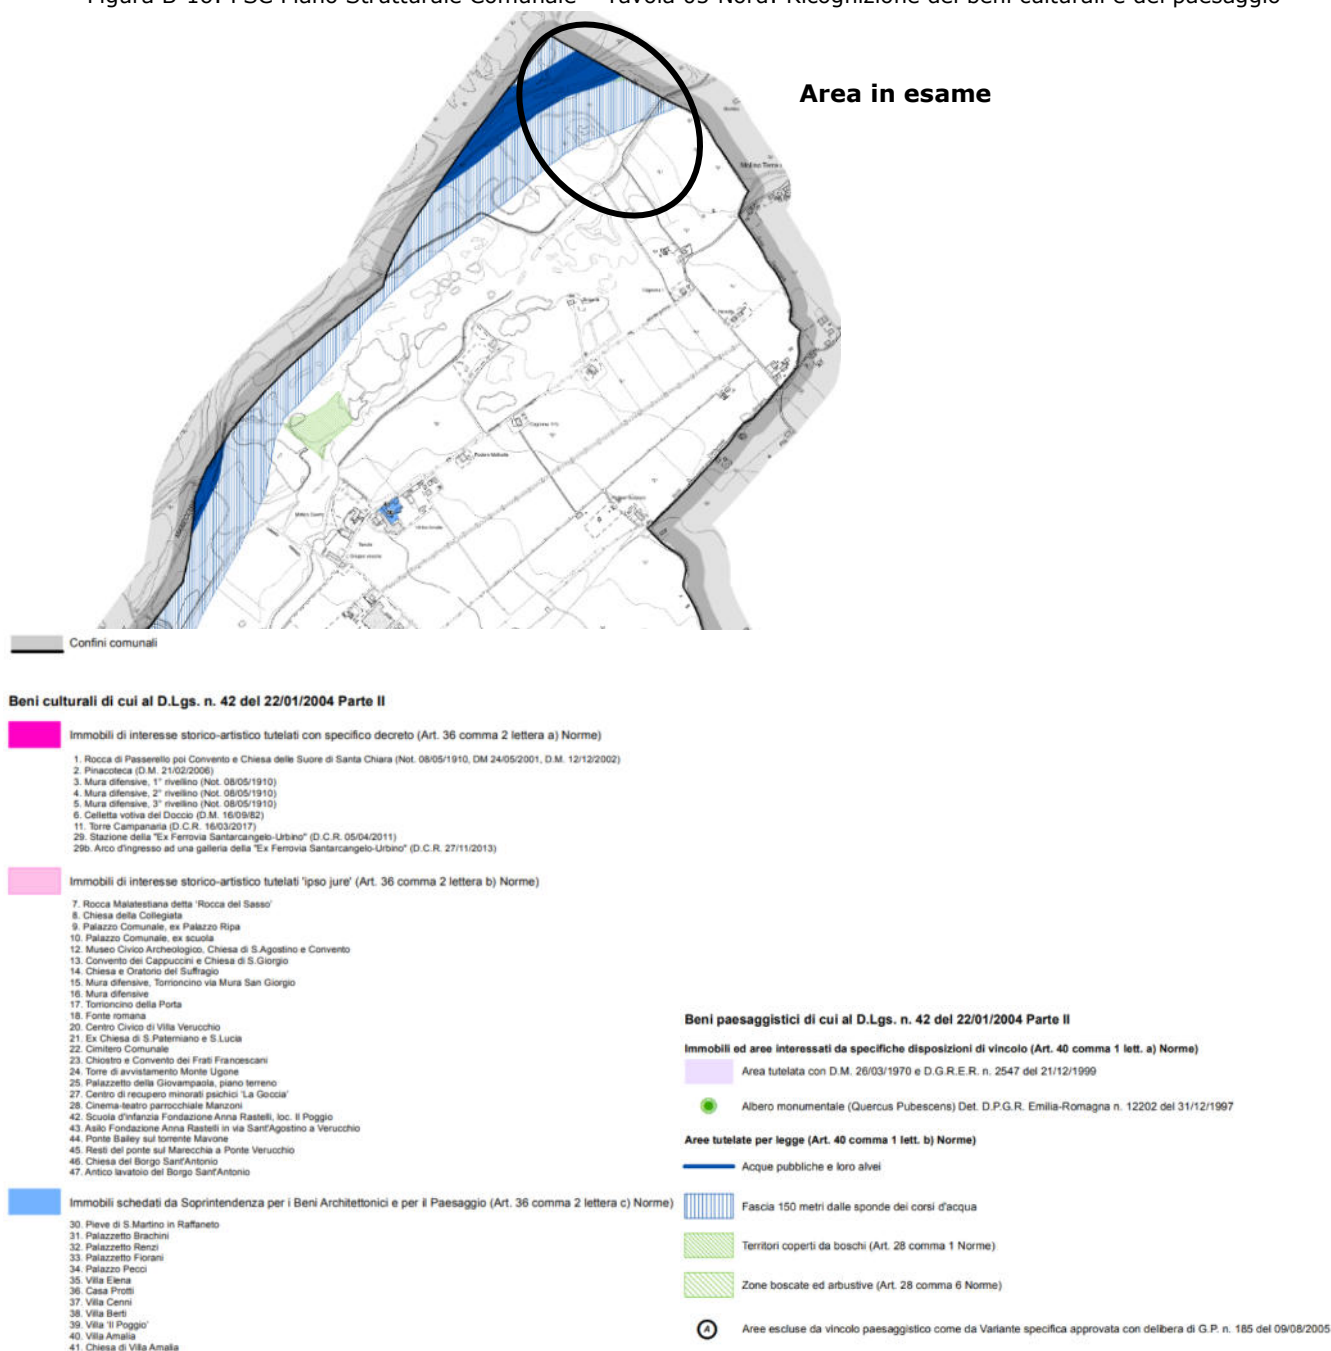 Figura B-10: PSC Piano Strutturale Comunale – Tavola 05 Nord: Ricognizione dei beni culturali e del paesaggio
Area in esame
Molino Terra
Confini comunali
Beni culturali di cui al D.Lgs. n. 42 del 22/01/2004 Parte II
Immobili di interesse storico-artistico tutelati con specifico decreto (Art. 36 comma 2 lettera a) Norme)
1. Rocca di Passerello poi Convento e Chiesa delle Suore di Santa Chiara (Not. 08/05/1910, DM 24/05/2001, D.M. 12/12/2002)
2. Pinacoteca (D.M. 21/02/2006)
3. Mura difensive, 1° rivellino (Not. 08/05/1910)
4. Mura difensive, 2° rivellino (Not. 08/05/1910)
5. Mura difensive, 3° rivellino (Not. 08/05/1910)
6. Celletta votiva del Doccio (D.M. 16/09/82)
11. Torre Campanaria (D.C.R. 16/03/2017)
29. Stazione della "Ex Ferrovia Santarcangelo-Urbino" (D.C.R. 05/04/2011)
29b. Arco d'ingresso ad una galleria della "Ex Ferrovia Santarcangelo-Urbino" (D.C.R. 27/11/2013)
Immobili di interesse storico-artistico tutelati 'ipso jure' (Art. 36 comma 2 lettera b) Norme)
7. Rocca Malatestiana detta 'Rocca del Sasso'
8. Chiesa della Collegiata
9. Palazzo Comunale, ex Palazzo Ripa
10. Palazzo Comunale, ex scuola
12. Museo Civico Archeologico, Chiesa di S.Agostino e Convento
13. Convento dei Cappuccini e Chiesa di S.Giorgio
14. Chiesa e Oratorio del Suffragio
15. Mura difensive, Torrioncino via Mura San Giorgio
16. Mura difensive
17. Torrioncino della Porta
18. Fonte romana
20. Centro Civico di Villa Verucchio
21. Ex Chiesa di S.Paterniano e S.Lucia
22. Cimitero Comunale
23. Chiostro e Convento dei Frati Francescani
24. Torre di avvistamento Monte Ugone
25. Palazzetto della Giovampaola, piano terreno
27. Centro di recupero minorati psichici 'La Goccia'
28. Cinema-teatro parrocchiale Manzoni
42. Scuola d'infanzia Fondazione Anna Rastelli, loc. Il Poggio
43. Asilo Fondazione Anna Rastelli in via Sant'Agostino a Verucchio
44. Ponte Bailey sul torrente Mavone
45. Resti del ponte sul Marecchia a Ponte Verucchio
46. Chiesa del Borgo Sant'Antonio
47. Antico lavatoio del Borgo Sant'Antonio
Immobili schedati da Soprintendenza per i Beni Architettonici e per il Paesaggio (Art. 36 comma 2 lettera c) Norme)
30. Pieve di S.Martino in Raffaneto
31. Palazzetto Brachini
32. Palazzetto Renzi
33. Palazzetto Fiorani
34. Palazzo Pecci
35. Villa Elena
36. Casa Protti
37. Villa Cenni
38. Villa Berti
39. Villa 'Il Poggio'
40. Villa Amalia
41. Chiesa di Villa Amalia
Beni paesaggistici di cui al D.Lgs. n. 42 del 22/01/2004 Parte II
Immobili ed aree interessati da specifiche disposizioni di vincolo (Art. 40 comma 1 lett. a) Norme)
Area tutelata con D.M. 26/03/1970 e D.G.R.E.R. n. 2547 del 21/12/1999
Albero monumentale (Quercus Pubescens) Det. D.P.G.R. Emilia-Romagna n. 12202 del 31/12/1997
Aree tutelate per legge (Art. 40 comma 1 lett. b) Norme)
Acque pubbliche e loro alvei
Fascia 150 metri dalle sponde dei corsi d'acqua
Territori coperti da boschi (Art. 28 comma 1 Norme)
Zone boscate ed arbustive (Art. 28 comma 6 Norme)
A Aree escluse da vincolo paesaggistico come da Variante specifica approvata con delibera di G.P. n. 185 del 09/08/2005